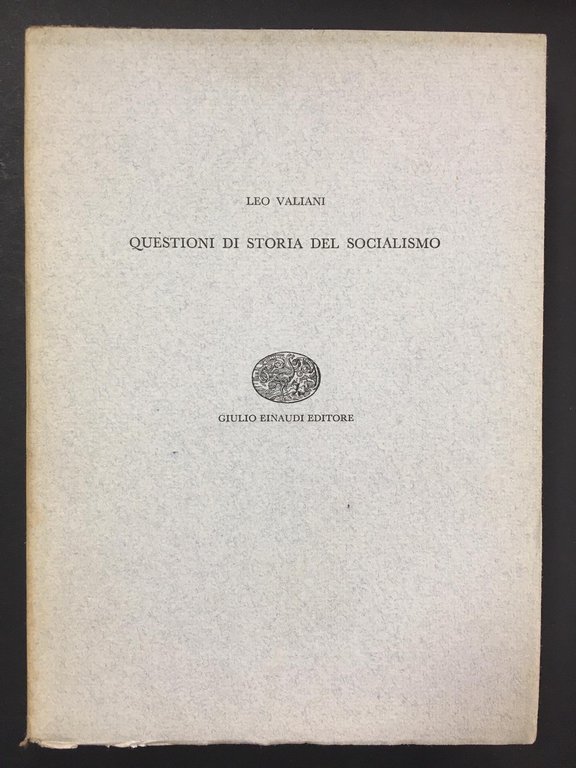 LEO VALIANI
QUESTIONI DI STORIA DEL SOCIALISMO
GIULIO EINAUDI EDITORE